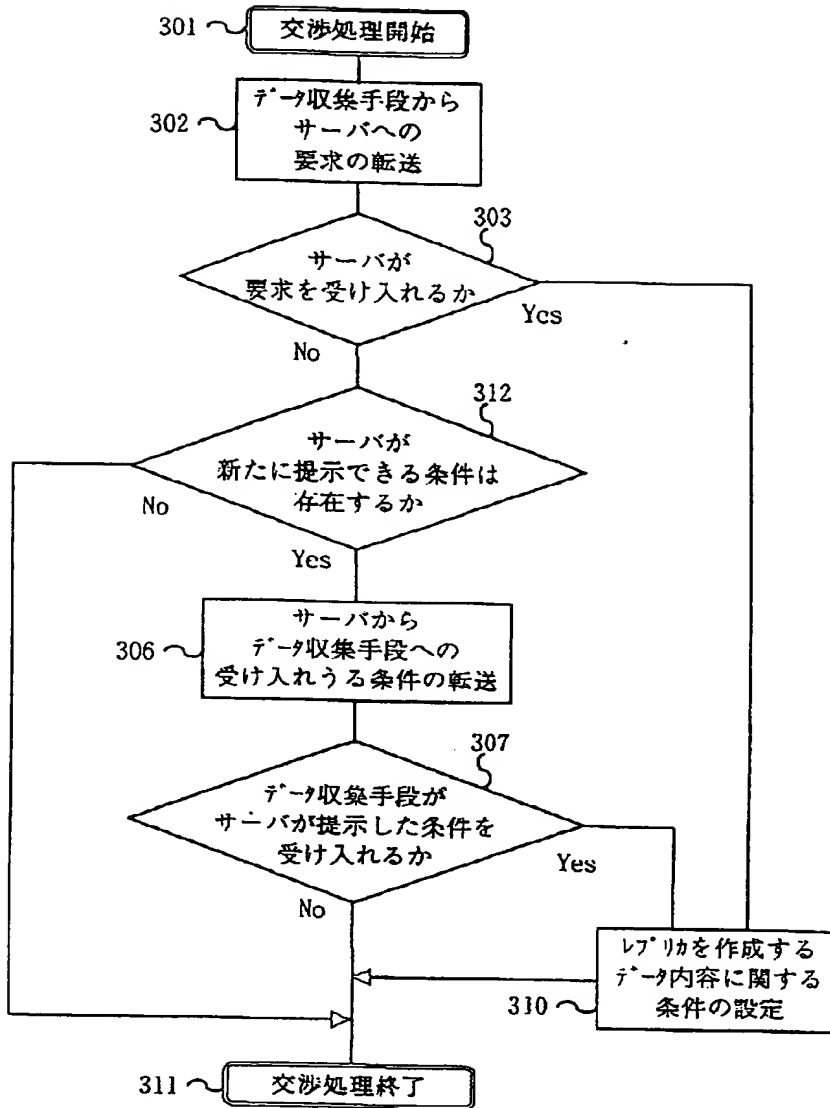 301
交渉処理開始
302
データ収集手段から
サーバへの
要求の転送
303
サーバが
要求を受け入れるか
Yes
No
312
サーバが
新たに提示できる条件は
存在するか
No
Yes
306
サーバから
データ収集手段への
受け入れうる条件の転送
307
データ収集手段が
サーバが提示した条件を
受け入れるか
Yes
No
レプリカを作成する
データ内容に関する
条件の設定
310
311
交渉処理終了